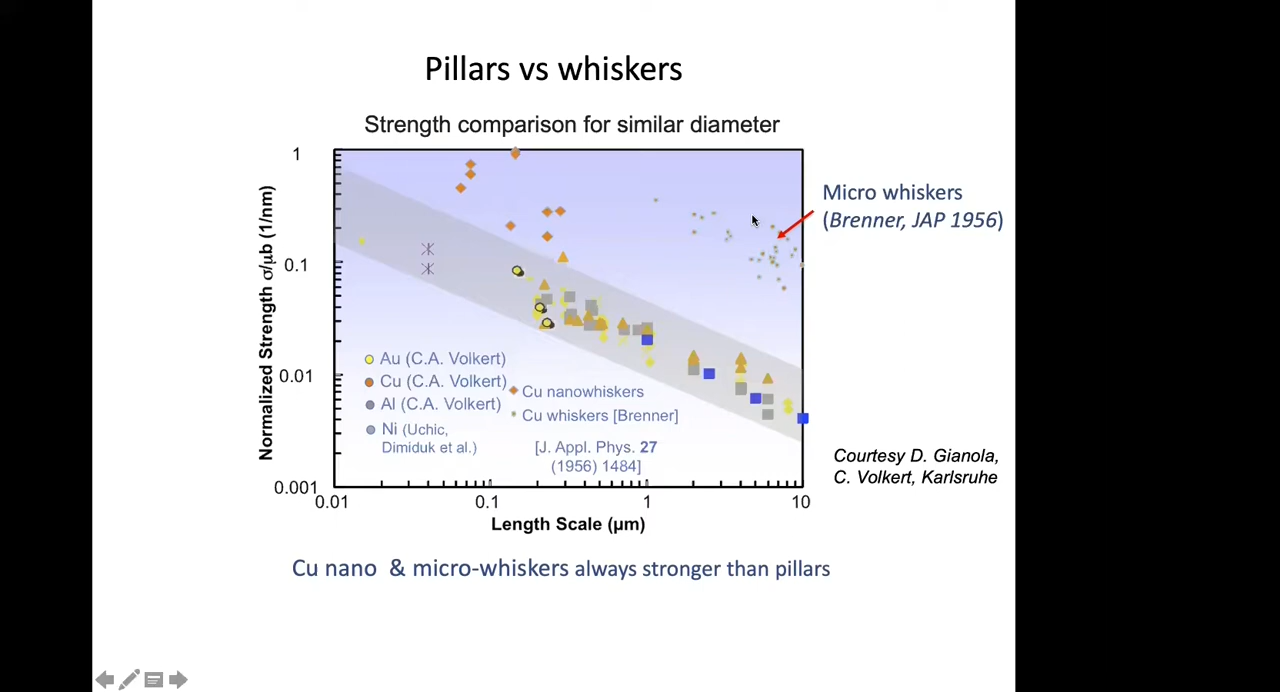 Pillars vs whiskers
Strength comparison for similar diameter
1
0.1
0.01
0.001
Normalized Strength σ/μb (1/nm)
Micro whiskers
(Brenner, JAP 1956)
Au (C.A. Volkert)
Cu (C.A. Volkert)
Al (C.A. Volkert)
Ni (Uchic,
Dimiduk et al.)
Cu nanowhiskers
Cu whiskers [Brenner]
[J. Appl. Phys. 27
(1956) 1484]
Courtesy D. Gianola,
C. Volkert, Karlsruhe
0.01 0.1 1 10
Length Scale (μm)
Cu nano & micro-whiskers always stronger than pillars